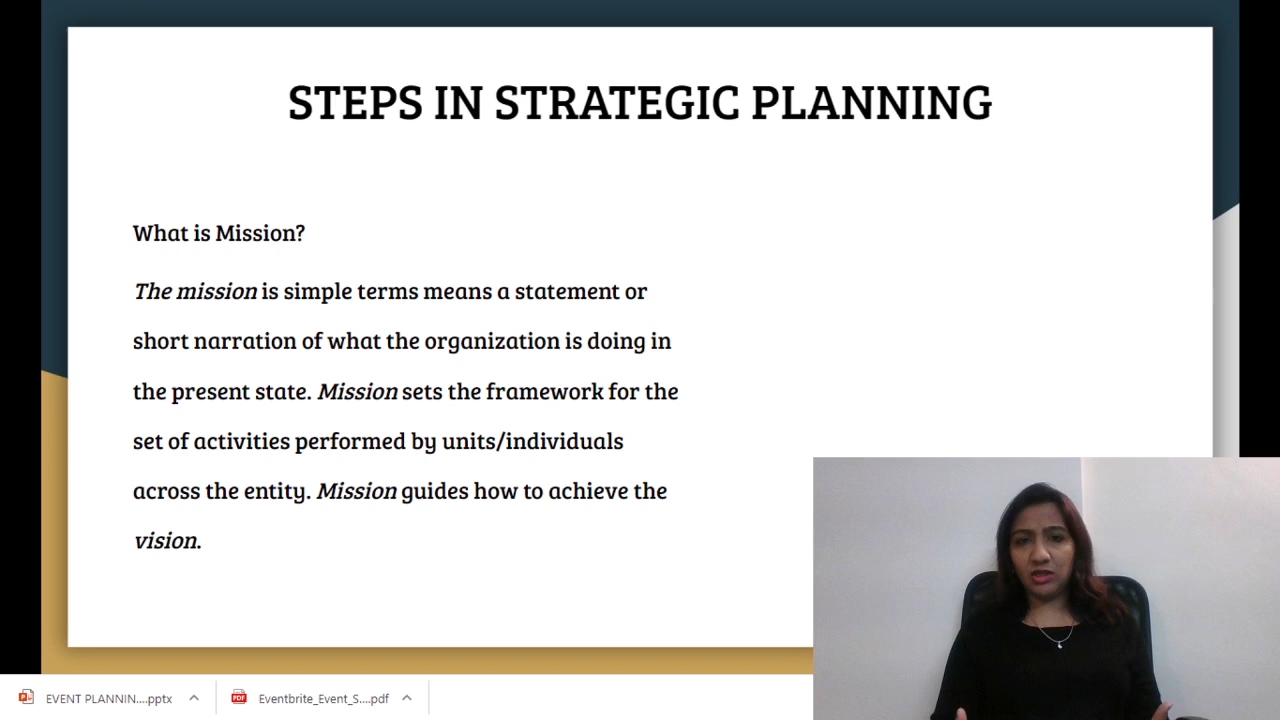 STEPS IN STRATEGIC PLANNING
What is Mission?
The mission is simple terms means a statement or
short narration of what the organization is doing in
the present state. Mission sets the framework for the
set of activities performed by units/individuals
across the entity. Mission guides how to achieve the
vision.
EVENT PLANNIN....pptx
PDF Eventbrite_Event_S....pdf